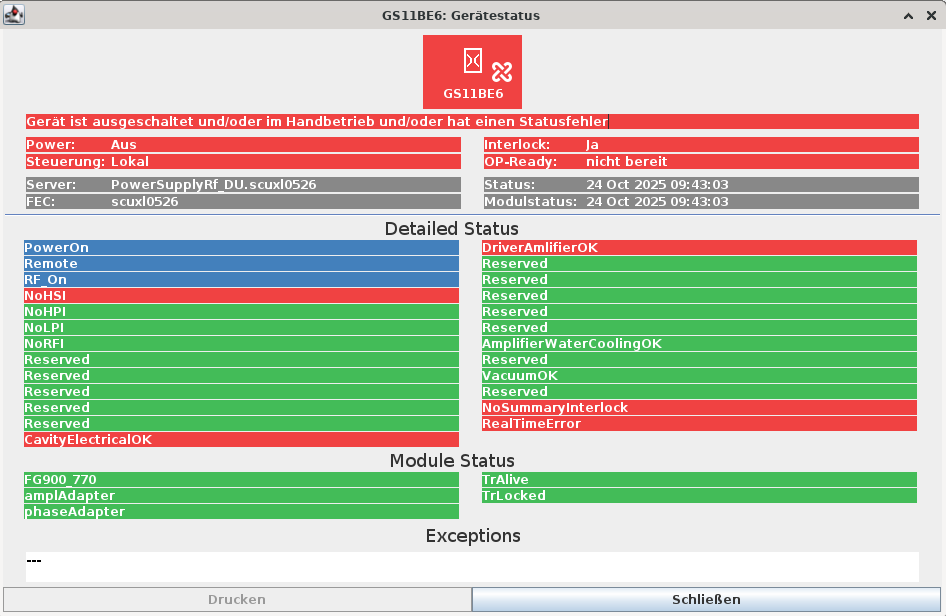 GS11BE6: Gerätestatus
GS11BE6
Gerät ist ausgeschaltet und/oder im Handbetrieb und/oder hat einen Statusfehler
Power: Aus
Interlock: Ja
Steuerung: Lokal
OP-Ready: nicht bereit
Server: PowerSupplyRf_DU.scuxl0526
Status: 24 Oct 2025 09:43:03
FEC: scuxl0526
Modulstatus: 24 Oct 2025 09:43:03
Detailed Status
PowerOn
Remote
RF_On
NoHSI
NoHPI
NoLPI
NoRFI
Reserved
Reserved
Reserved
Reserved
Reserved
CavityElectricalOK
DriverAmlifierOK
Reserved
Reserved
Reserved
Reserved
Reserved
AmplifierWaterCoolingOK
Reserved
VacuumOK
Reserved
NoSummaryInterlock
RealTimeError
Module Status
FG900_770
amplAdapter
phaseAdapter
TrAlive
TrLocked
Exceptions
---
Drucken
Schließen